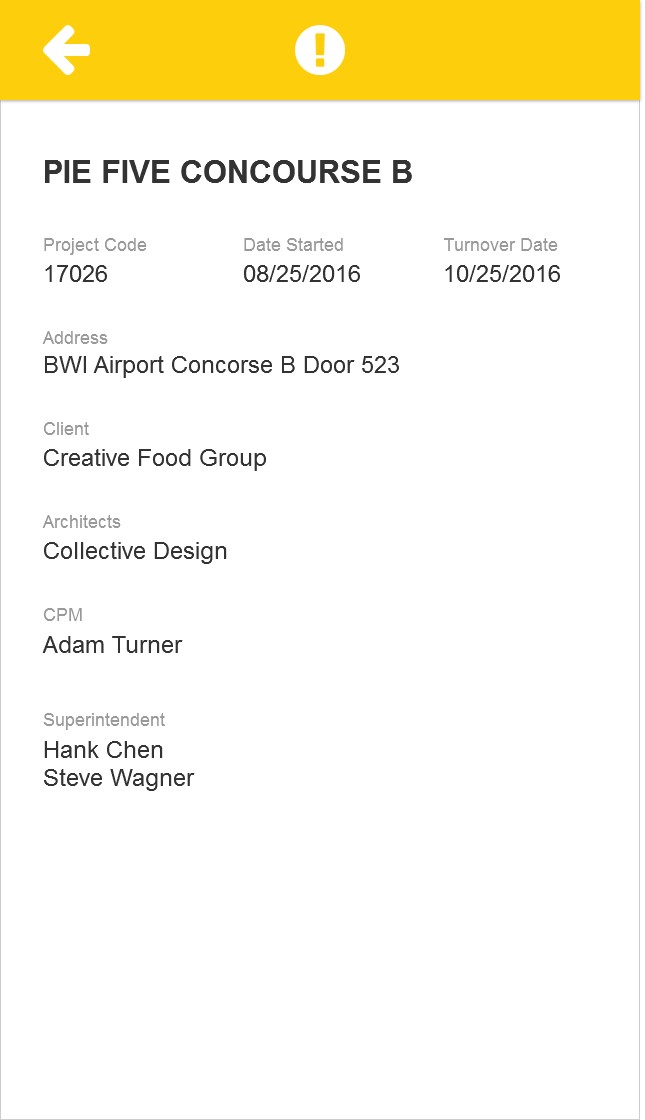 PIE FIVE CONCOURSE B
Project Code Date Started Turnover Date
17026 08/25/2016 10/25/2016
Address
BWI Airport Concorse B Door 523
Client
Creative Food Group
Architects
Collective Design
CPM
Adam Turner
Superintendent
Hank Chen
Steve Wagner